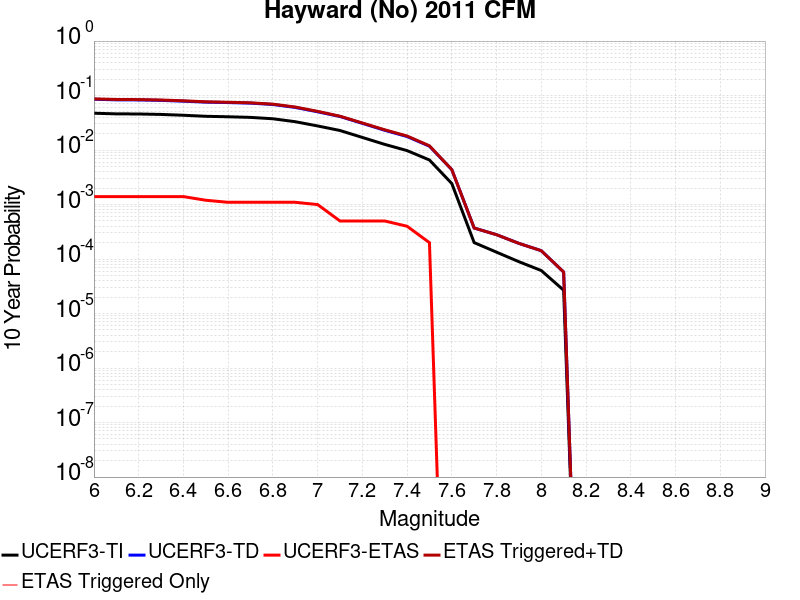 Hayward (No) 2011 CFM
10 0
10 -1
10 -2
10 -3
10 -4
10 -5
10 -6
10 -7
10 -8
10 Year Probability
6 6.2 6.4 6.6 6.8 7 7.2 7.4 7.6 7.8 8 8.2 8.4 8.6 8.8 9
Magnitude
UCERF3-TI UCERF3-TD UCERF3-ETAS ETAS Triggered+TD
ETAS Triggered Only